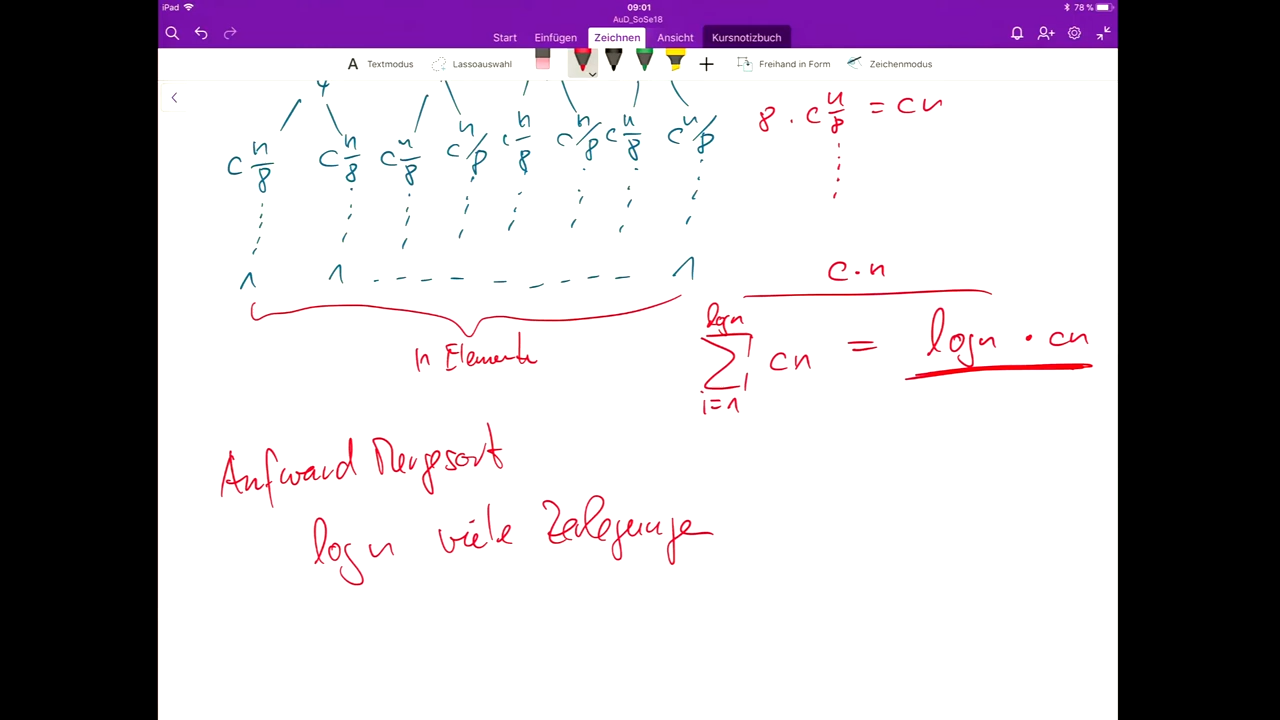 iPad 09:01 78 %
AuD_SoSe18
Start Einfügen Zeichnen Ansicht Kursnotizbuch
A Textmodus Lassoauswahl Freihand in Form Zeichenmodus
8 · c n/8 = cn
c n/8 c n/8 c n/8 c n/8 c n/8 c n/8 c n/8 c n/8
1 1 1
c·n
n Elemente
log n
∑ cn = log n · cn
i=1
Aufwand Mergesort
log n viele Zerlegungen